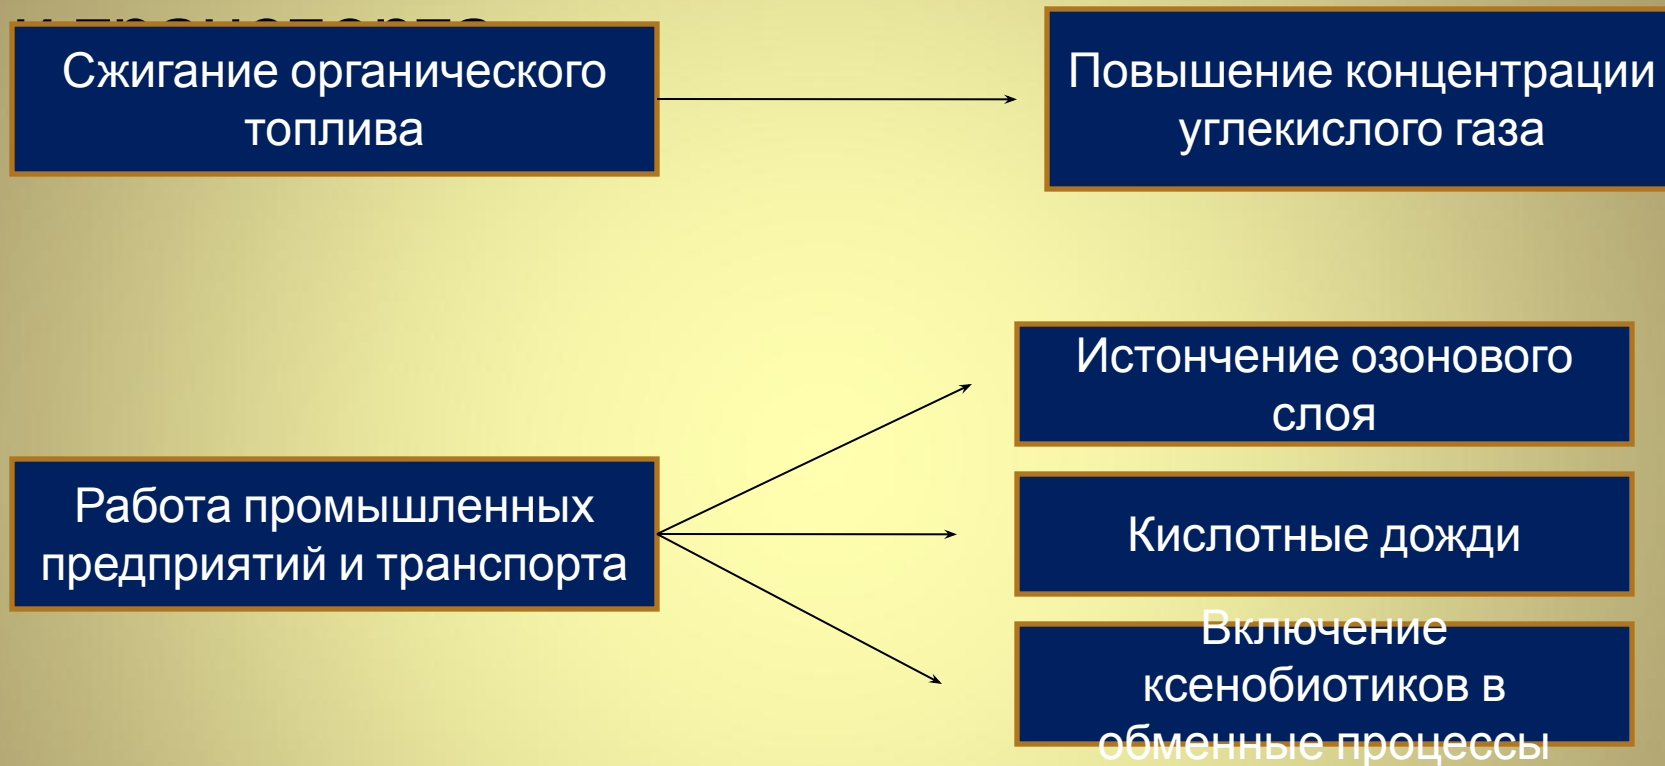 Сжигание органического
топлива
Повышение концентрации
углекислого газа
Истончение озонового
слоя
Работа промышленных
предприятий и транспорта
Кислотные дожди
Включение
ксенобиотиков в
обменные процессы